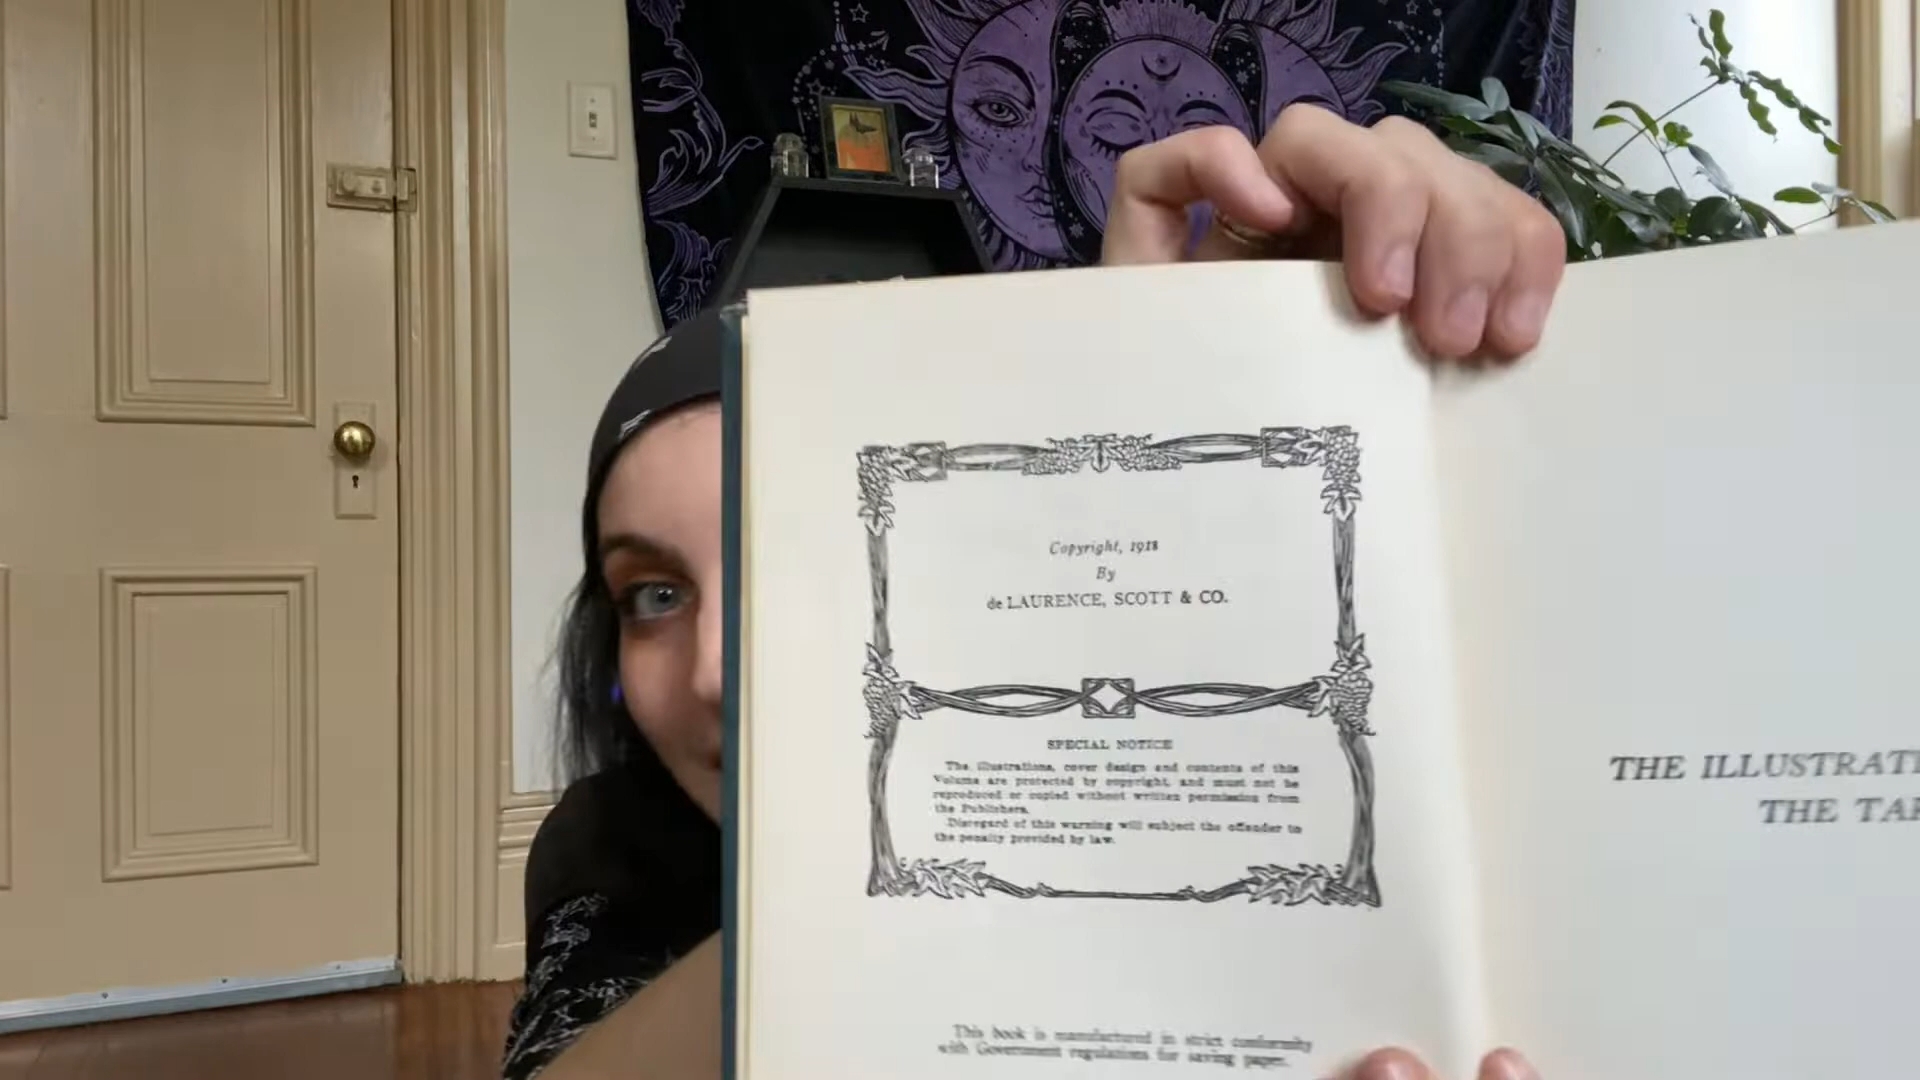 Copyright, 1918
By
de LAURENCE, SCOTT & CO.
SPECIAL NOTICE
The illustrations, cover design and contents of this
Volume are protected by copyright, and must not be
reproduced or copied without written permission from
the Publishers.
Disregard of this warning will subject the offender to
the penalty provided by law.
This book is manufactured in strict conformity
with Government regulations for saving paper.
THE ILLUSTRATI
THE TAR